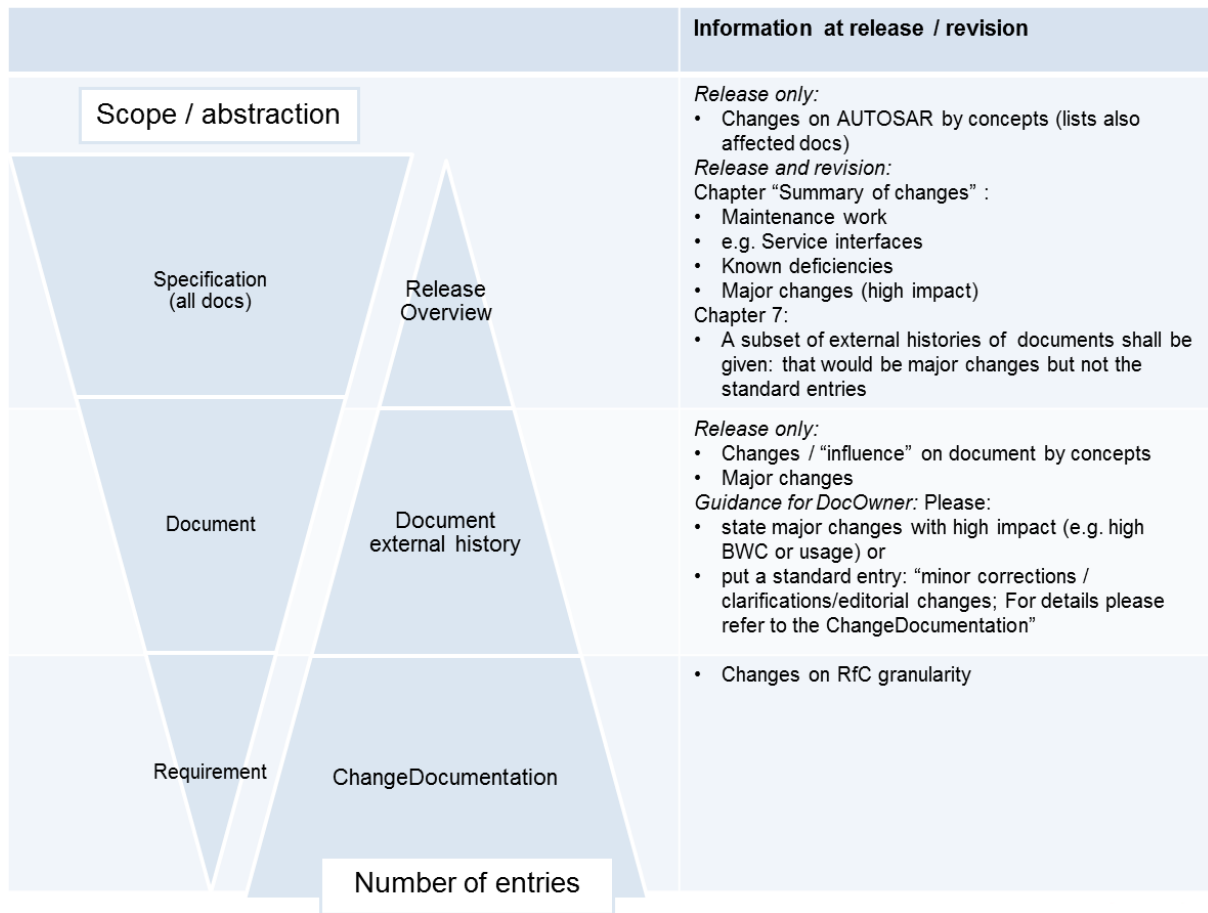 Information at release / revision
Scope / abstraction
Specification
(all docs)
Release
Overview
Release only:
• Changes on AUTOSAR by concepts (lists also
affected docs)
Release and revision:
Chapter “Summary of changes” :
• Maintenance work
• e.g. Service interfaces
• Known deficiencies
• Major changes (high impact)
Chapter 7:
• A subset of external histories of documents shall be
given: that would be major changes but not the
standard entries
Document
Document
external history
Release only:
• Changes / “influence” on document by concepts
• Major changes
Guidance for DocOwner: Please:
• state major changes with high impact (e.g. high
BWC or usage) or
• put a standard entry: “minor corrections /
clarifications/editorial changes; For details please
refer to the ChangeDocumentation”
Requirement
ChangeDocumentation
• Changes on RfC granularity
Number of entries